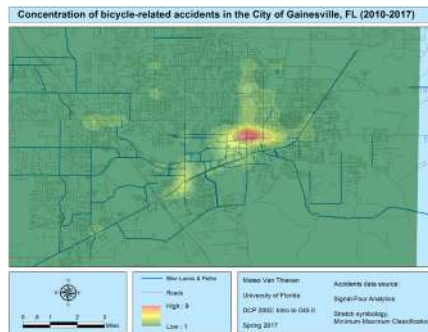 Concentration of bicycle-related accidents in the City of Gainesville, FL (2010-2017)
Bike Lanes & Paths
Roads
High : 9
Low : 1
Miles
Mateo Van Thienen
University of Florida
DCP 2002: Intro to GIS II
Spring 2017
Accidents data source :
Signal-Four Analytics
Stretch symbology,
Minimum-Maximum Classification